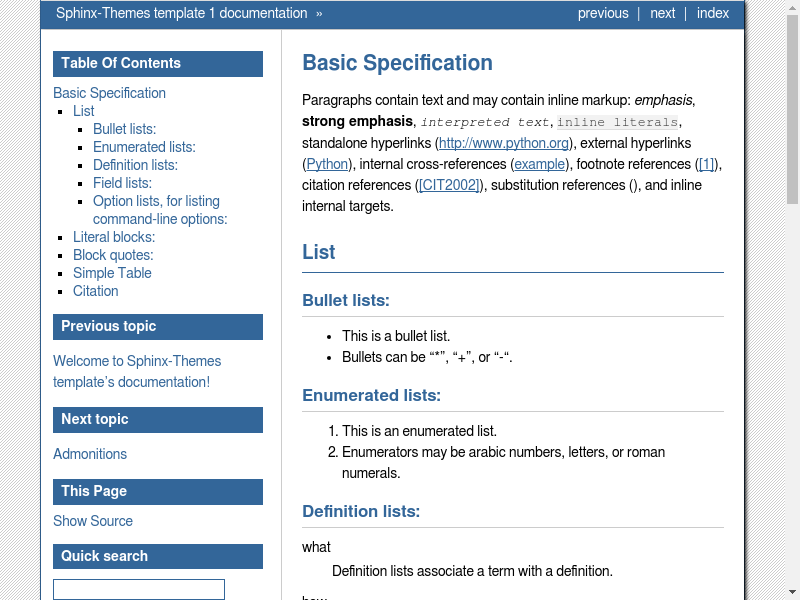 Sphinx-Themes template 1 documentation »
previous | next | index
Table Of Contents
Basic Specification
List
Bullet lists:
Enumerated lists:
Definition lists:
Field lists:
Option lists, for listing
command-line options:
Literal blocks:
Block quotes:
Simple Table
Citation
Previous topic
Welcome to Sphinx-Themes
template's documentation!
Next topic
Admonitions
This Page
Show Source
Quick search
Basic Specification
Paragraphs contain text and may contain inline markup: emphasis,
strong emphasis, interpreted text, inline literals,
standalone hyperlinks (http://www.python.org), external hyperlinks
(Python), internal cross-references (example), footnote references ([1]),
citation references ([CIT2002]), substitution references (), and inline
internal targets.
List
Bullet lists:
• This is a bullet list.
• Bullets can be “*”, “+”, or “-“.
Enumerated lists:
1. This is an enumerated list.
2. Enumerators may be arabic numbers, letters, or roman
numerals.
Definition lists:
what
Definition lists associate a term with a definition.